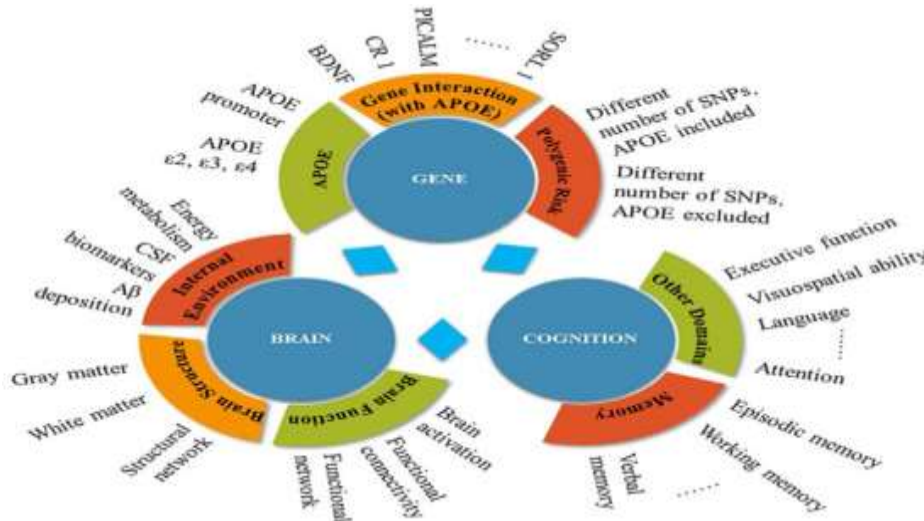 SORL 1
......
PICALM
CR 1
BDNF
APOE
promoter
APOE
ε2, ε3, ε4
Gene Interaction
(with APOE)
APOE
Polygenic Risk
GENE
Different
number of SNPs,
APOE included
Different
number of SNPs,
APOE excluded
Energy
metabolism
CSF
biomarkers
Aβ
deposition
Internal
Environment
BRAIN
Brain Structure
Brain Function
Gray matter
White matter
Structural
network
Functional
network
Functional
connectivity
Brain
activation
COGNITION
Other Domains
Executive function
Visuospatial ability
Language
......
Attention
Memory
Episodic memory
Working memory
......
Verbal
memory